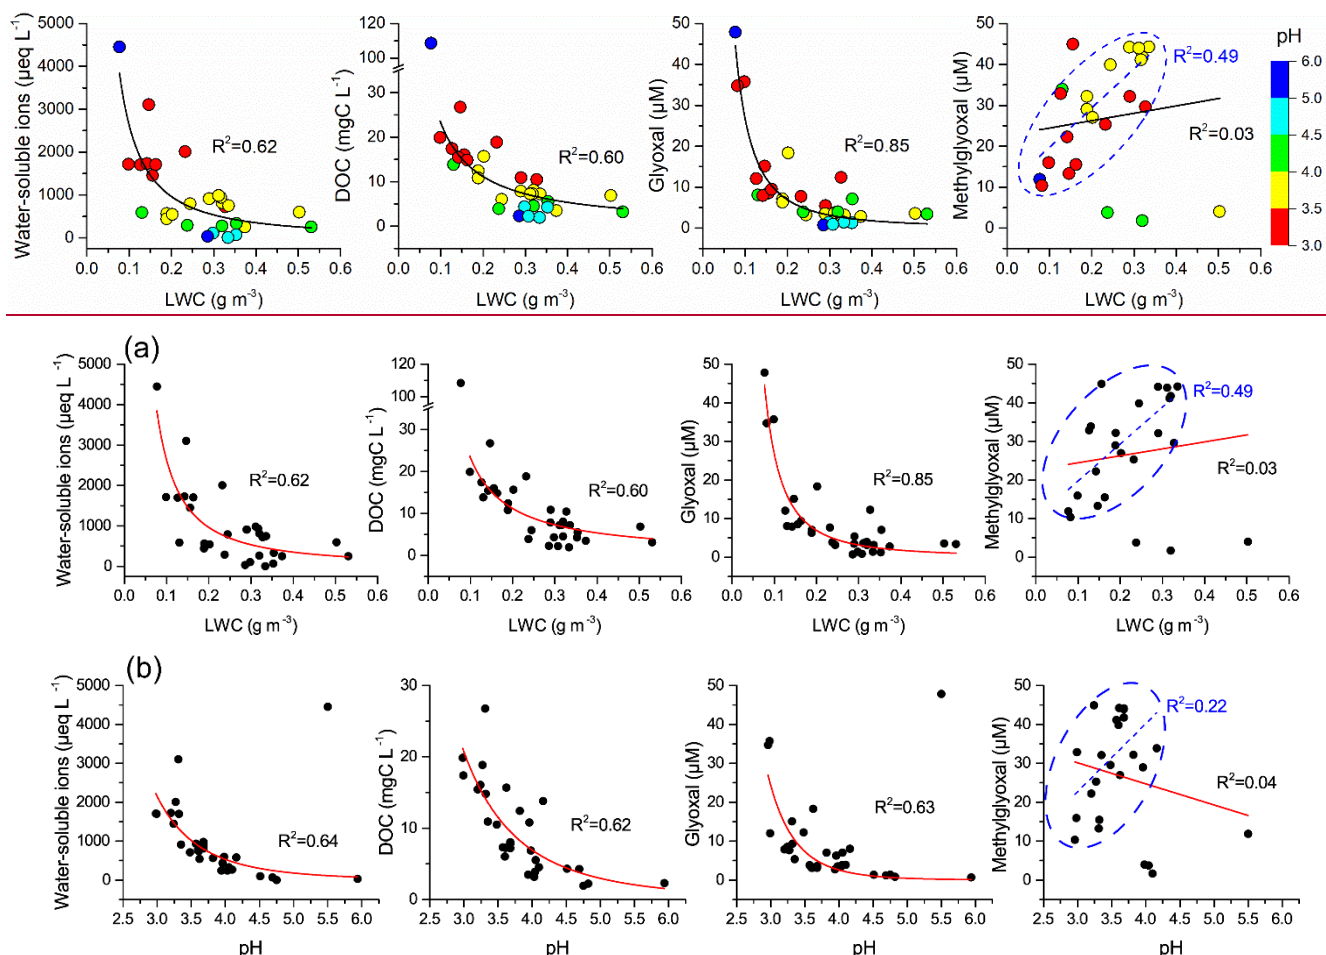 Water-soluble ions (µeq L⁻¹)
5000
4000
3000
2000
1000
0
R²=0.62
0.0 0.1 0.2 0.3 0.4 0.5 0.6
LWC (g m⁻³)
DOC (mgC L⁻¹)
120
100
20
10
0
R²=0.60
0.0 0.1 0.2 0.3 0.4 0.5 0.6
LWC (g m⁻³)
Glyoxal (µM)
50
40
30
20
10
0
R²=0.85
0.0 0.1 0.2 0.3 0.4 0.5 0.6
LWC (g m⁻³)
Methylglyoxal (µM)
50
40
30
20
10
0
R²=0.49
R²=0.03
0.0 0.1 0.2 0.3 0.4 0.5 0.6
LWC (g m⁻³)
pH
6.0
5.0
4.5
4.0
3.5
3.0
(a)
Water-soluble ions (µeq L⁻¹)
5000
4000
3000
2000
1000
0
R²=0.62
0.0 0.1 0.2 0.3 0.4 0.5 0.6
LWC (g m⁻³)
DOC (mgC L⁻¹)
120
100
20
10
0
R²=0.60
0.0 0.1 0.2 0.3 0.4 0.5 0.6
LWC (g m⁻³)
Glyoxal (µM)
50
40
30
20
10
0
R²=0.85
0.0 0.1 0.2 0.3 0.4 0.5 0.6
LWC (g m⁻³)
Methylglyoxal (µM)
50
40
30
20
10
0
R²=0.49
R²=0.03
0.0 0.1 0.2 0.3 0.4 0.5 0.6
LWC (g m⁻³)
(b)
Water-soluble ions (µeq L⁻¹)
5000
4000
3000
2000
1000
0
R²=0.64
2.5 3.0 3.5 4.0 4.5 5.0 5.5 6.0
pH
DOC (mgC L⁻¹)
30
20
10
0
R²=0.62
2.5 3.0 3.5 4.0 4.5 5.0 5.5 6.0
pH
Glyoxal (µM)
50
40
30
20
10
0
R²=0.63
2.5 3.0 3.5 4.0 4.5 5.0 5.5 6.0
pH
Methylglyoxal (µM)
50
40
30
20
10
0
R²=0.22
R²=0.04
2.5 3.0 3.5 4.0 4.5 5.0 5.5 6.0
pH